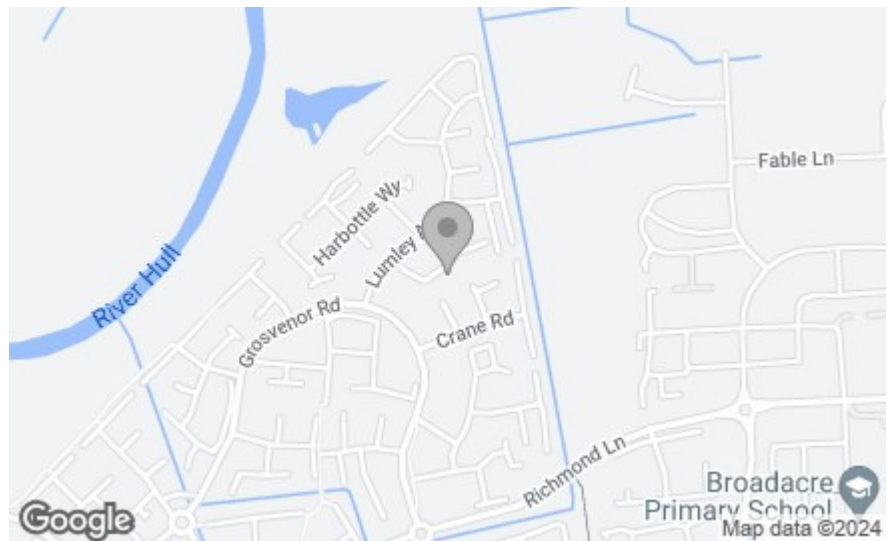 Fable Ln
Harbottle Wy
Lumley
River Hull
Grosvenor Rd
Crane Rd
Richmond Ln
Broadacre
Primary School
Google
Map data ©2024